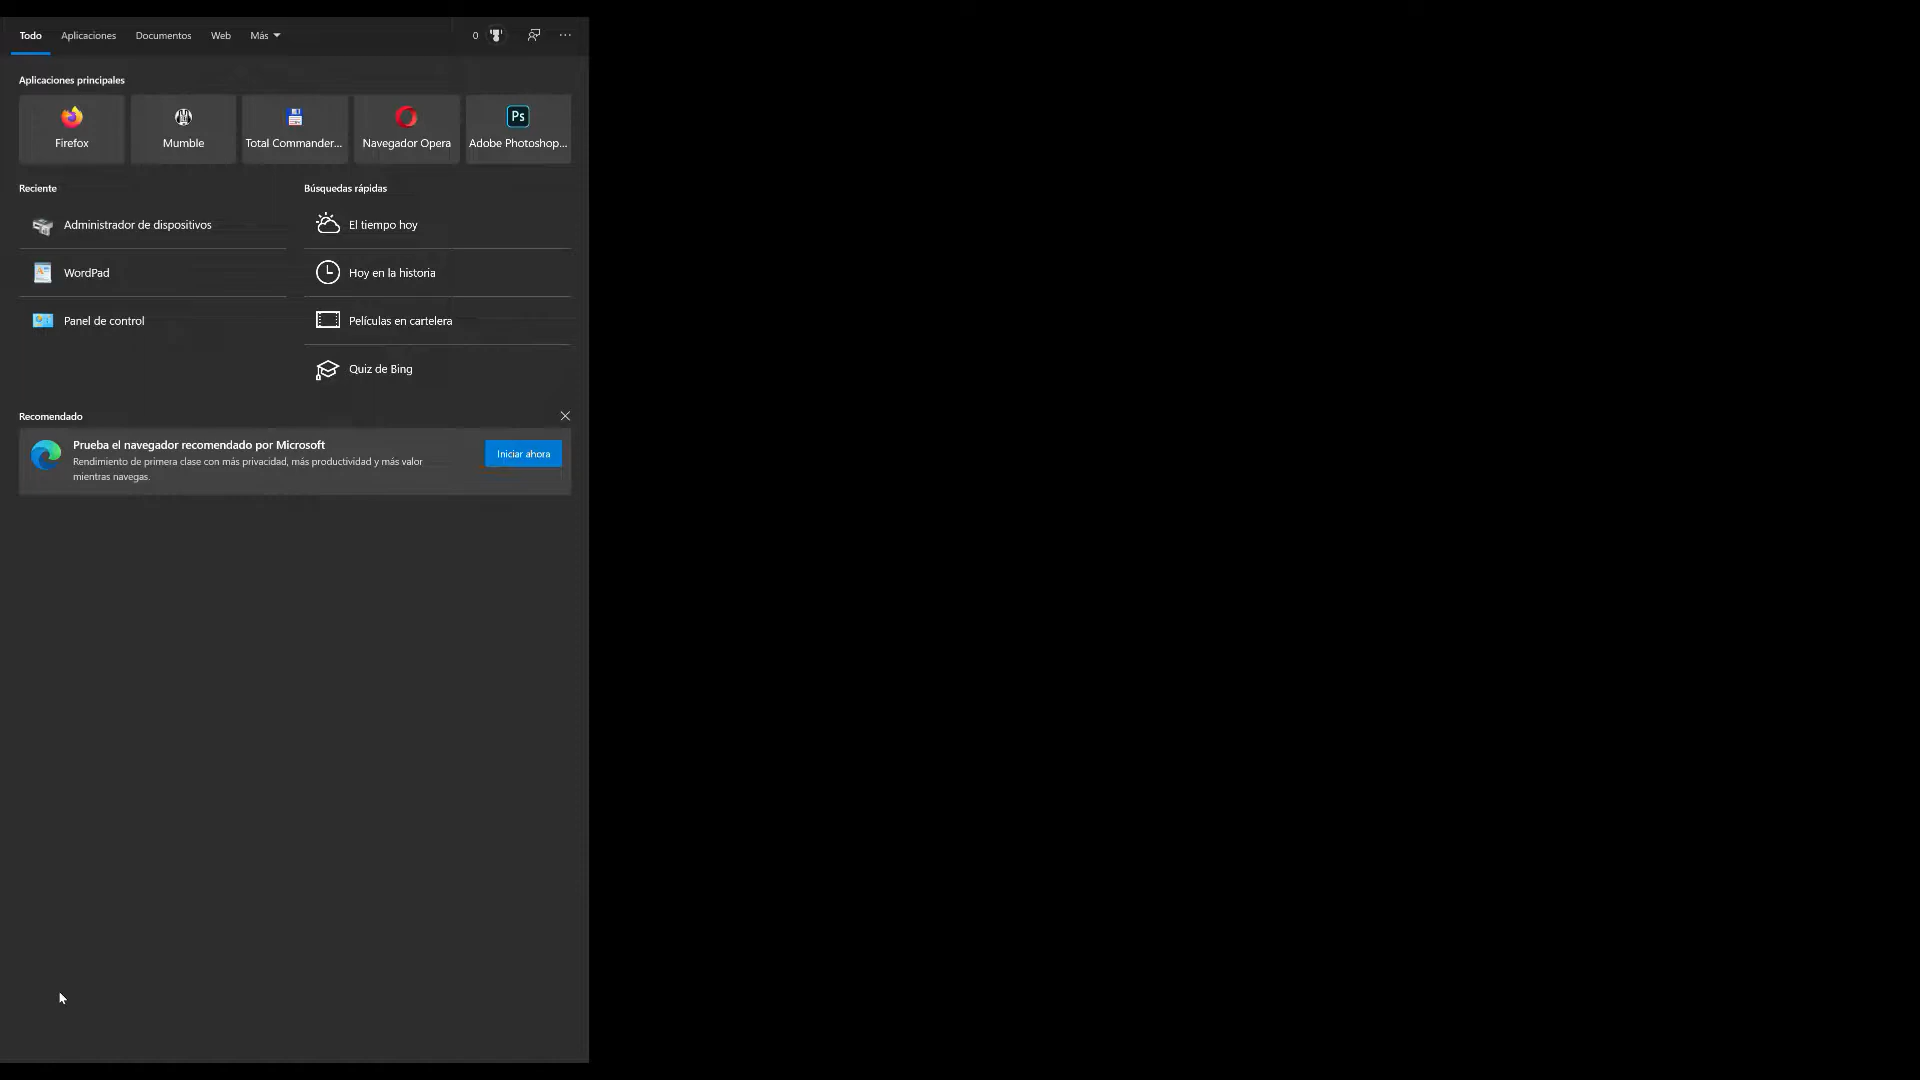 Todo Aplicaciones Documentos Web Más 0
Aplicaciones principales
Firefox Mumble Total Commander... Navegador Opera Ps Adobe Photoshop...
Reciente
Administrador de dispositivos
WordPad
Panel de control
Búsquedas rápidas
El tiempo hoy
Hoy en la historia
Películas en cartelera
Quiz de Bing
Recomendado
Prueba el navegador recomendado por Microsoft
Rendimiento de primera clase con más privacidad, más productividad y más valor
mientras navegas.
Iniciar ahora